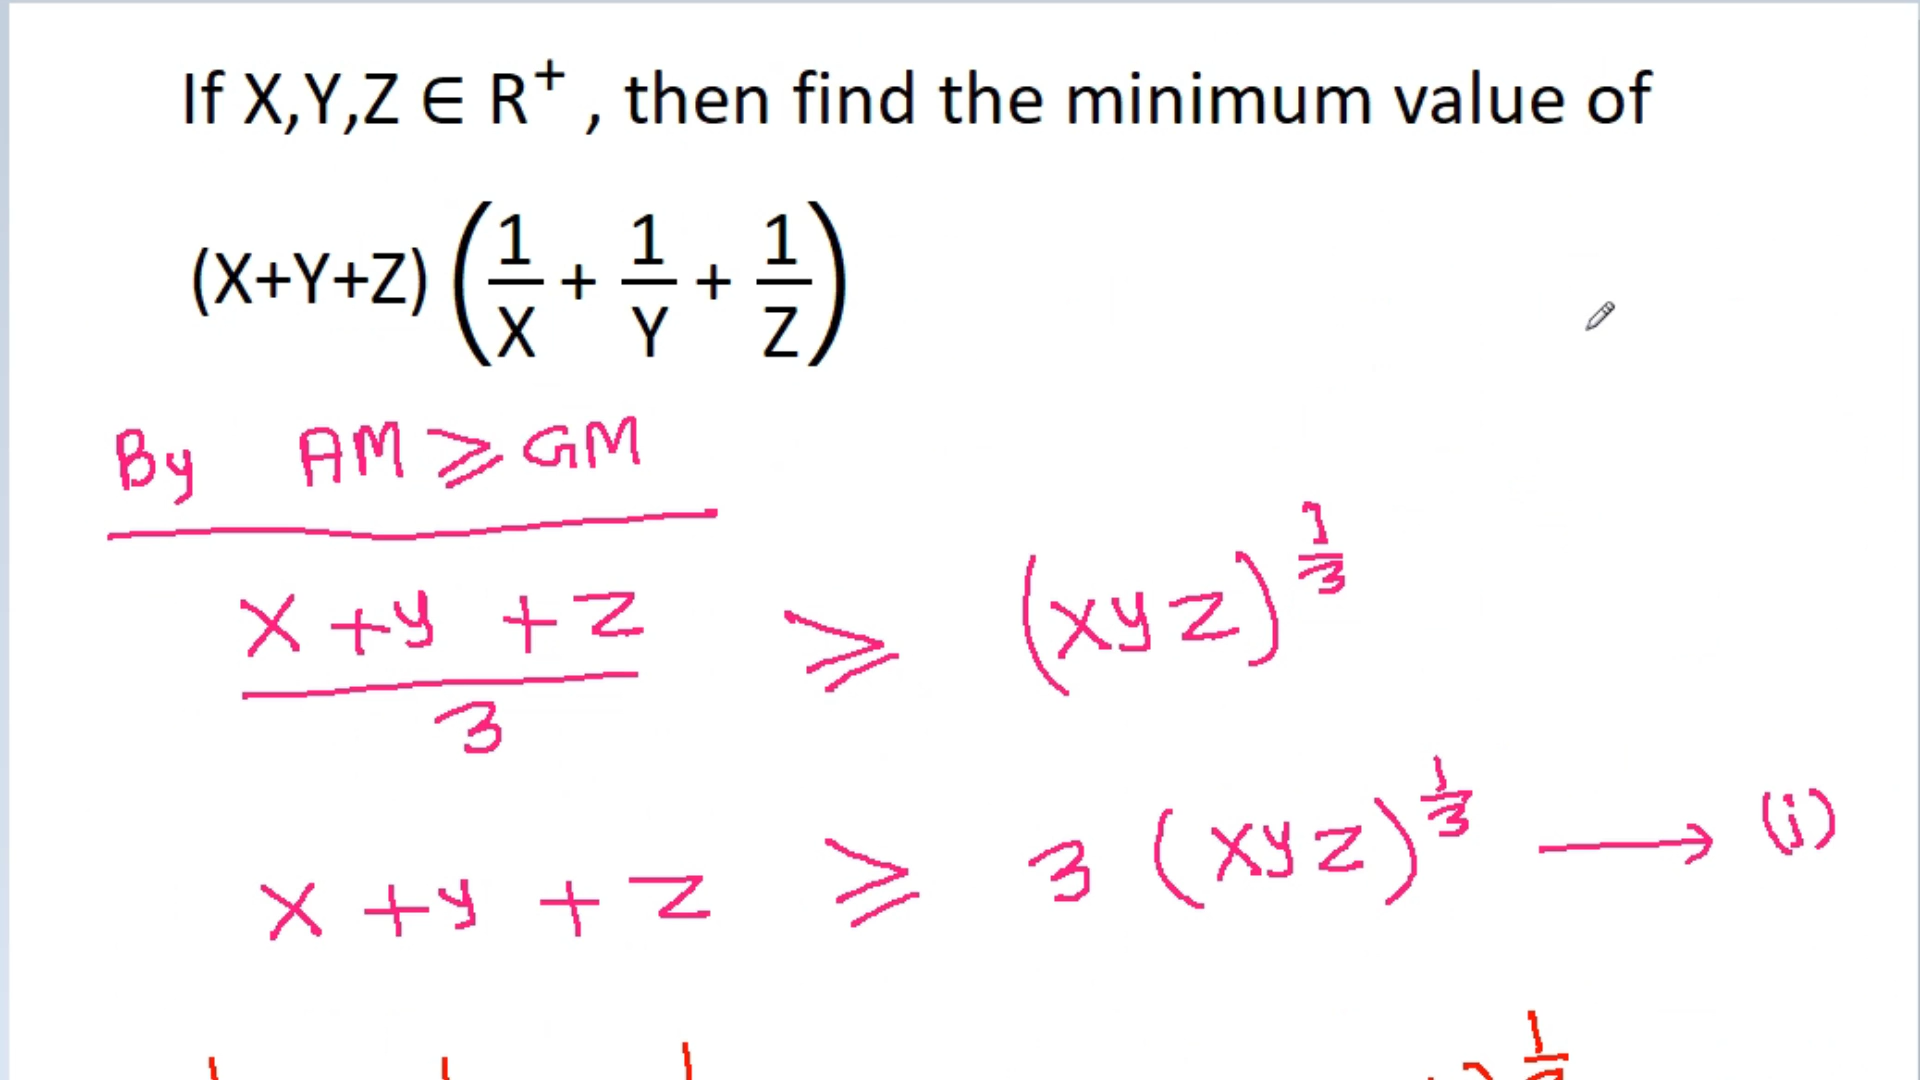 If X,Y,Z ∈ R⁺ , then find the minimum value of
(X+Y+Z) (1/X + 1/Y + 1/Z)
By AM ⩾ GM
(x + y + z)/3 ⩾ (xyz)^(1/3)
x + y + z ⩾ 3 (xyz)^(1/3) ⟶ (i)